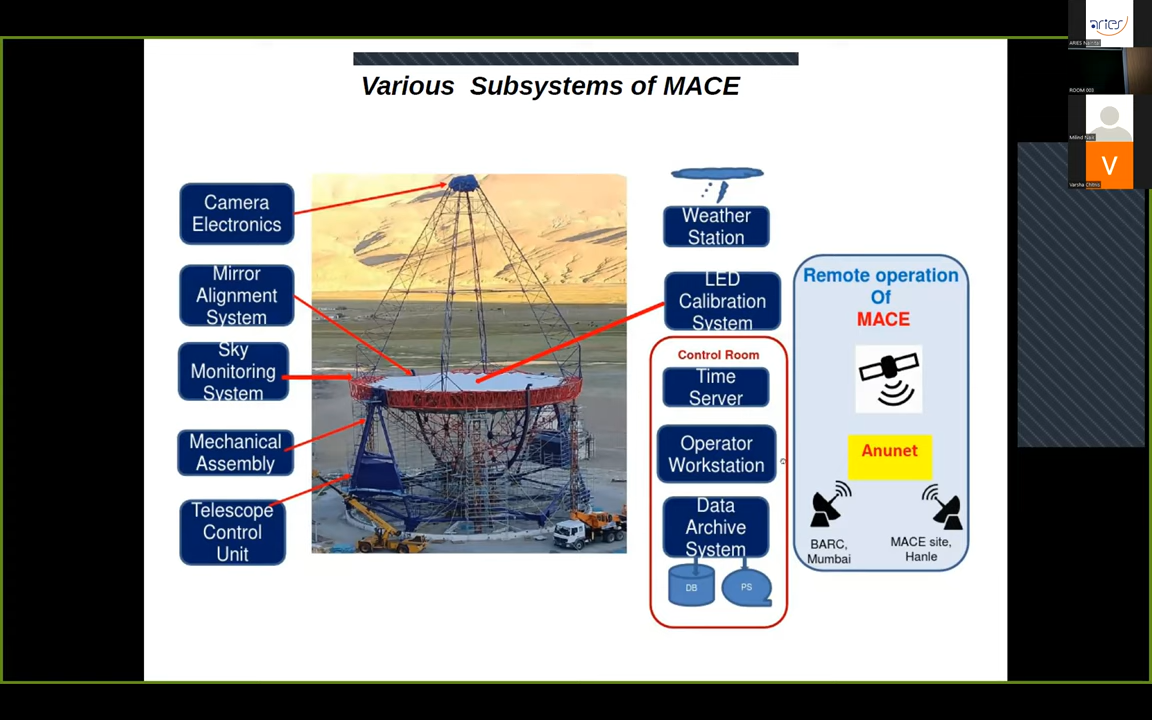 Various Subsystems of MACE
Camera
Electronics
Mirror
Alignment
System
Sky
Monitoring
System
Mechanical
Assembly
Telescope
Control
Unit
Weather
Station
LED
Calibration
System
Control Room
Time
Server
Operator
Workstation
Data
Archive
System
DB
PS
Remote operation
Of
MACE
Anunet
BARC,
Mumbai
MACE site,
Hanle
aries
ARIES
ROOM 003
Milind Naik
V
Varsha Chitnis